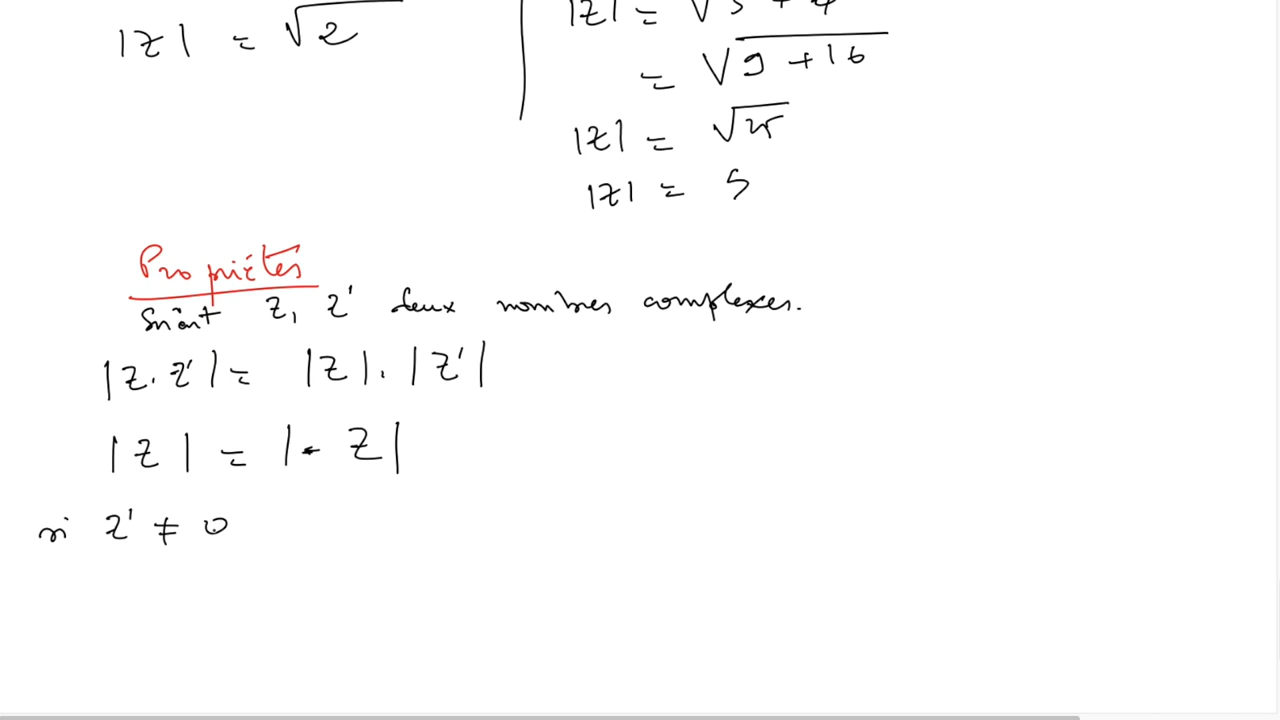 |z| = √2
|z| = √3² + 4²
= √9 + 16
|z| = √25
|z| = 5
Propriétés
Soient z, z' deux nombres complexes.
|z . z'| = |z| . |z'|
|z| = |- z|
si z' ≠ 0